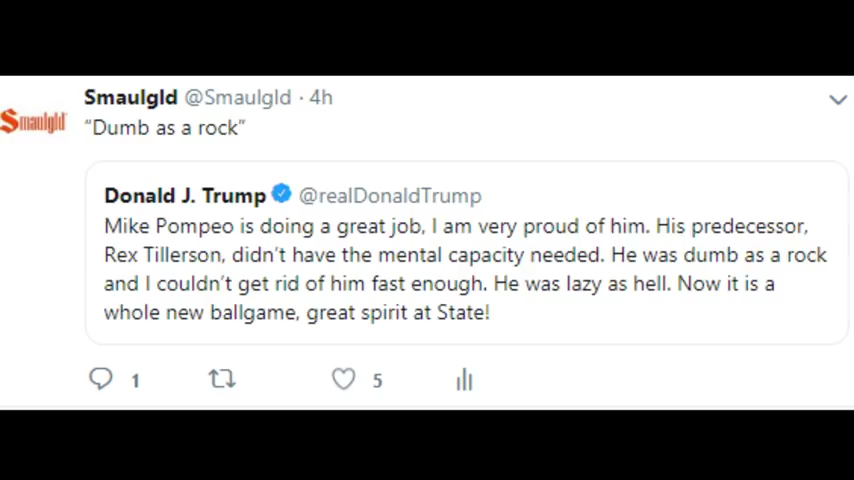 Smaulgld @Smaulgld · 4h
Smaulgld
“Dumb as a rock”
Donald J. Trump @realDonaldTrump
Mike Pompeo is doing a great job, I am very proud of him. His predecessor,
Rex Tillerson, didn’t have the mental capacity needed. He was dumb as a rock
and I couldn’t get rid of him fast enough. He was lazy as hell. Now it is a
whole new ballgame, great spirit at State!
1 5